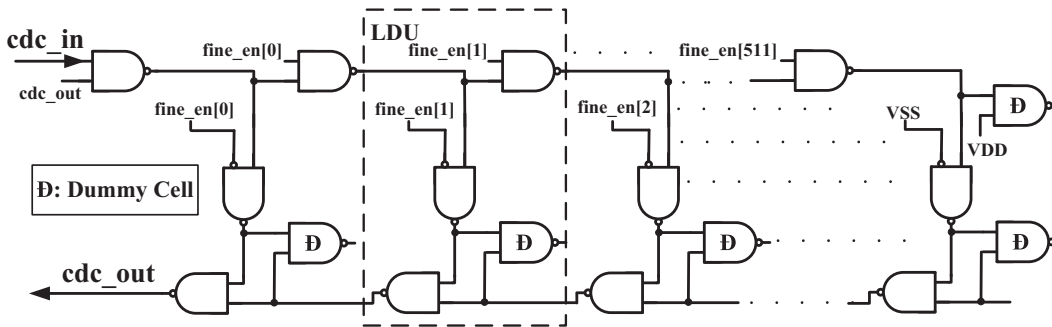 LDU
cdc_in
fine_en[0]
fine_en[1]
fine_en[511]
cdc_out
fine_en[0]
fine_en[1]
fine_en[2]
VSS
Đ
VDD
Đ: Dummy Cell
Đ
Đ
Đ
Đ
cdc_out